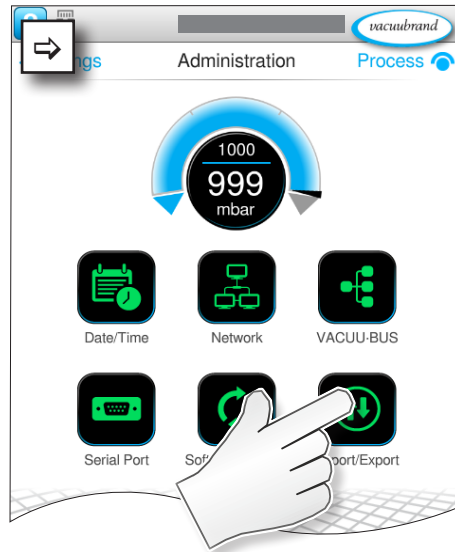 vacuubrand
ngs Administration Process
1000
999
mbar
Date/Time Network VACUU·BUS
Serial Port Sof port/Export